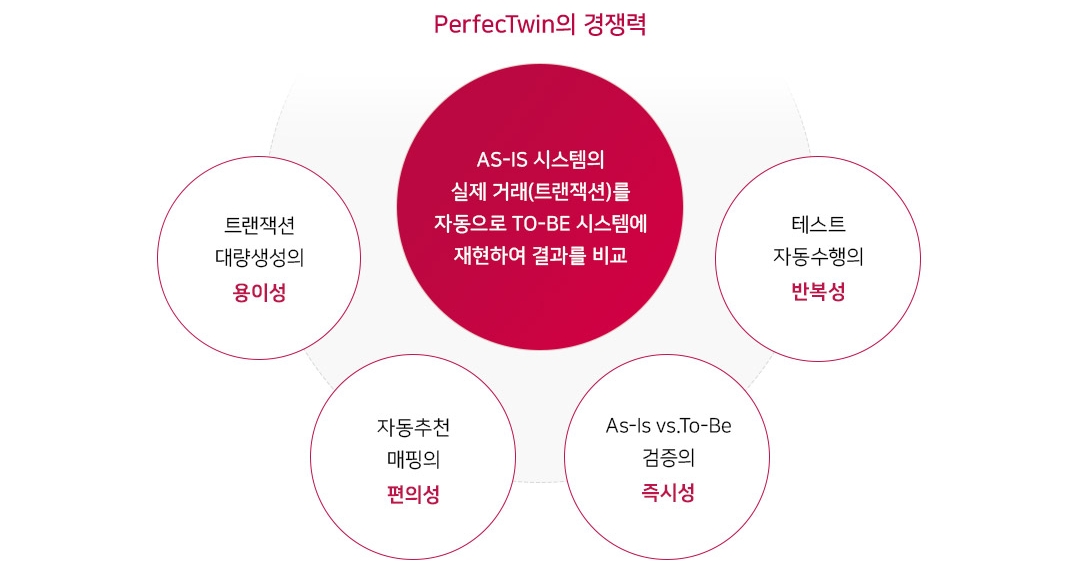 PerfecTwin의 경쟁력
AS-IS 시스템의
실제 거래(트랜잭션)를
자동으로 TO-BE 시스템에
재현하여 결과를 비교
트랜잭션
대량생성의
용이성
자동추천
매핑의
편의성
As-Is vs.To-Be
검증의
즉시성
테스트
자동수행의
반복성